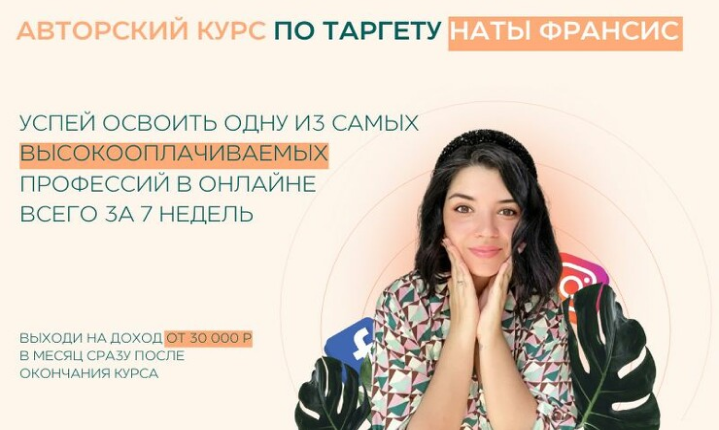 АВТОРСКИЙ КУРС ПО ТАРГЕТУ НАТЫ ФРАНСИС
УСПЕЙ ОСВОИТЬ ОДНУ ИЗ САМЫХ
ВЫСОКООПЛАЧИВАЕМЫХ
ПРОФЕССИЙ В ОНЛАЙНЕ
ВСЕГО ЗА 7 НЕДЕЛЬ
ВЫХОДИ НА ДОХОД ОТ 30 000 Р
В МЕСЯЦ СРАЗУ ПОСЛЕ
ОКОНЧАНИЯ КУРСА